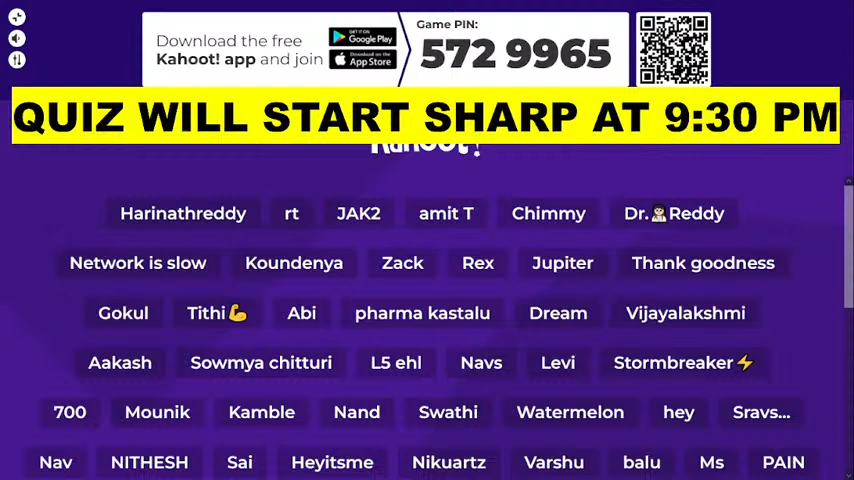 Download the free
Kahoot! app and join
GET IT ON
Google Play
Download on the
App Store
Game PIN:
572 9965
QUIZ WILL START SHARP AT 9:30 PM
Kahoot!
Harinathreddy rt JAK2 amit T Chimmy Dr.👩🏻‍⚕️Reddy
Network is slow Koundenya Zack Rex Jupiter Thank goodness
Gokul Tithi💪 Abi pharma kastalu Dream Vijayalakshmi
Aakash Sowmya chitturi L5 ehl Navs Levi Stormbreaker⚡
700 Mounik Kamble Nand Swathi Watermelon hey Sravs...
Nav NITHESH Sai Heyitsme Nikuartz Varshu balu Ms PAIN